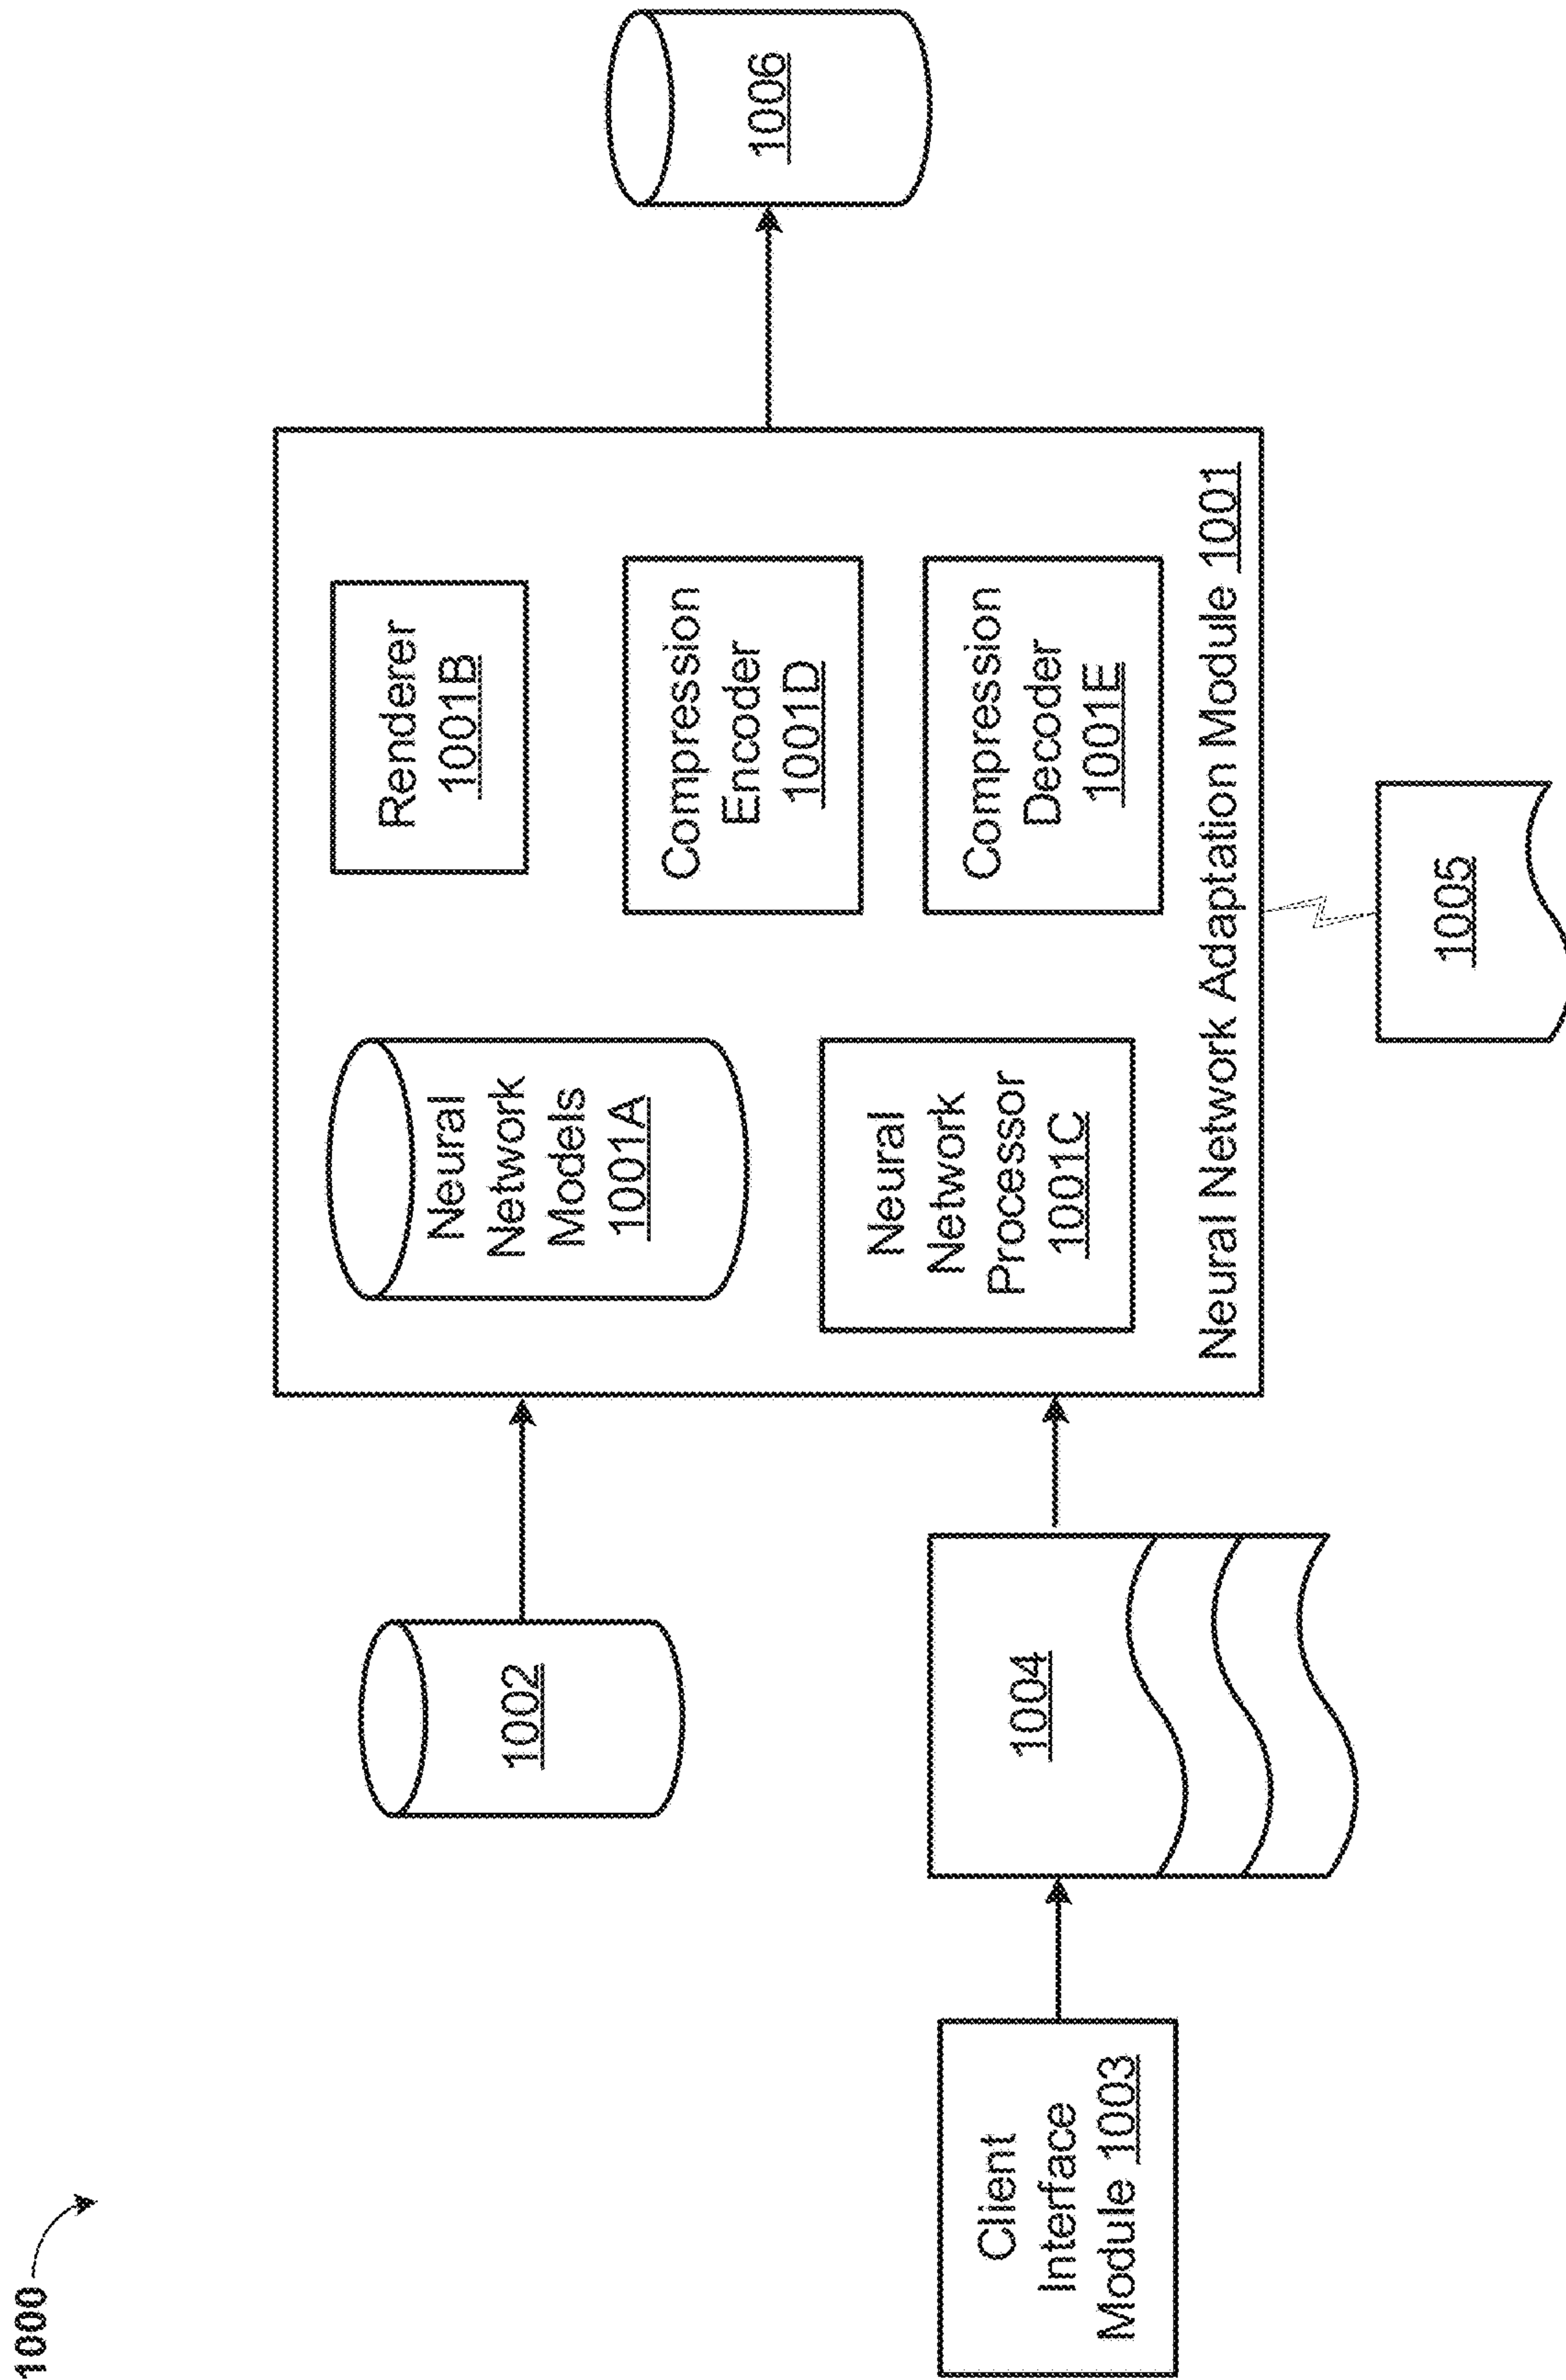 1000
1002
Client
Interface
Module 1003
1004
Neural
Network
Models
1001A
Renderer
1001B
Neural
Network
Processor
1001C
Compression
Encoder
1001D
Compression
Decoder
1001E
Neural Network Adaptation Module 1001
1005
1006